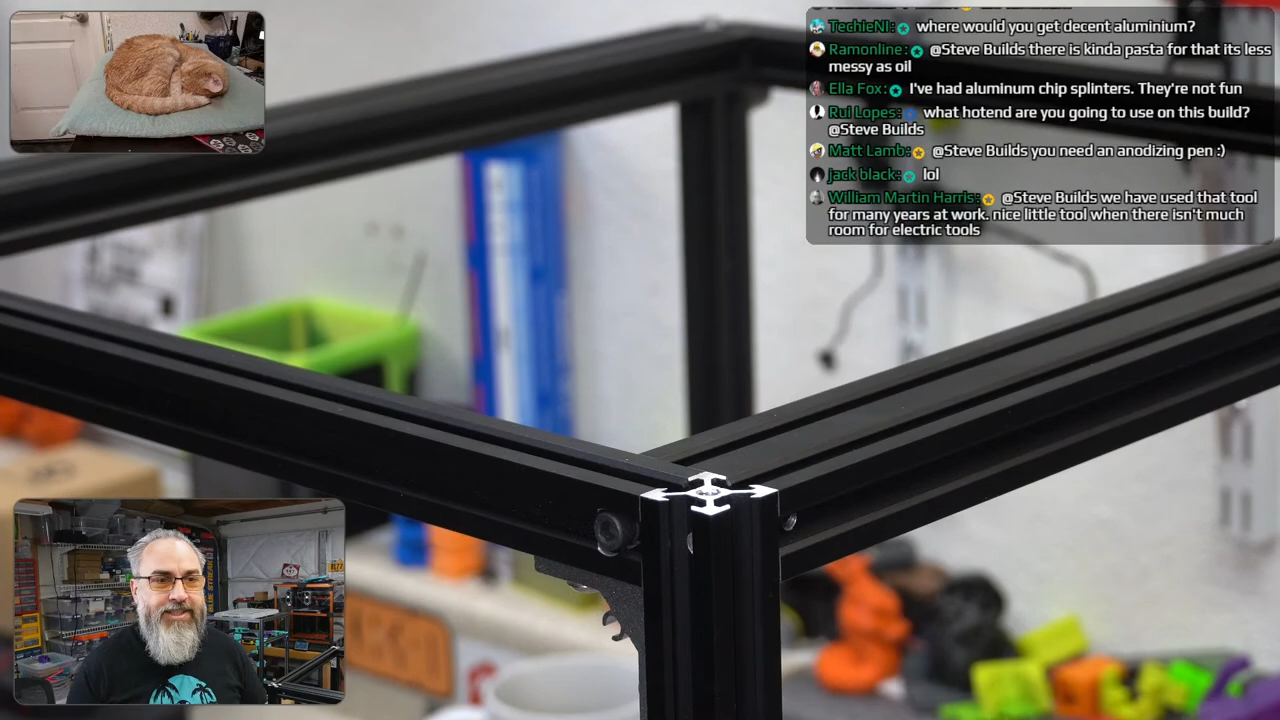 TechieNI: where would you get decent aluminium?
Ramonline: @Steve Builds there is kinda pasta for that its less
messy as oil
Ella Fox: I've had aluminum chip splinters. They're not fun
Rui Lopes: what hotend are you going to use on this build?
@Steve Builds
Matt Lamb: @Steve Builds you need an anodizing pen :)
jack black: lol
William Martin Harris: @Steve Builds we have used that tool
for many years at work. nice little tool when there isn't much
room for electric tools